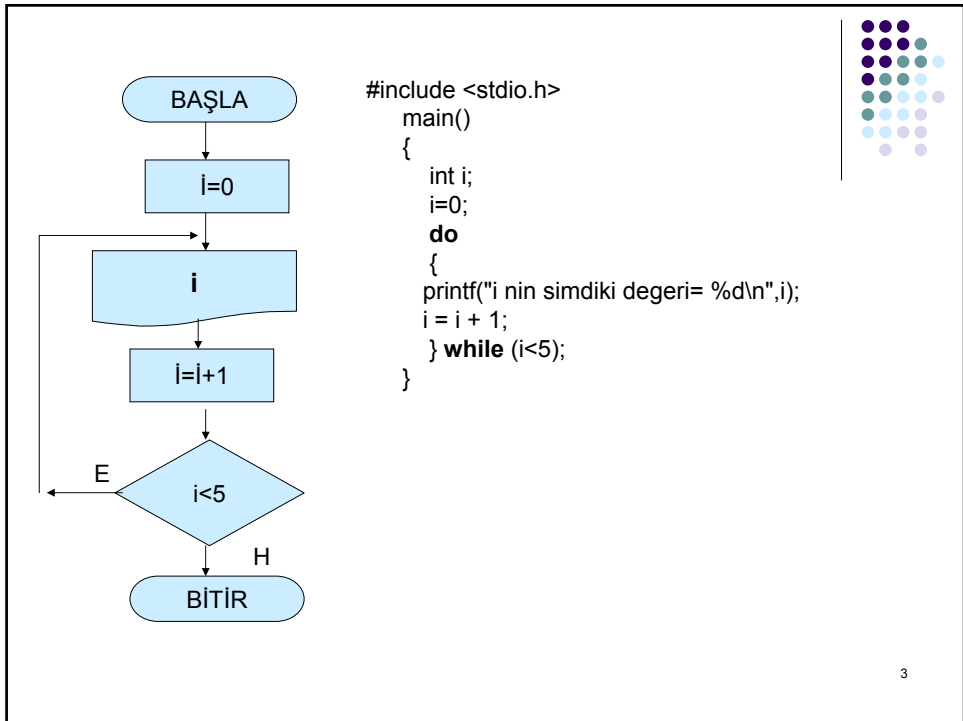 BAŞLA
İ=0
i
İ=İ+1
E
i<5
H
BİTİR
#include <stdio.h>
main()
{
int i;
i=0;
do
{
printf("i nin simdiki degeri= %d\n",i);
i = i + 1;
} while (i<5);
}
3